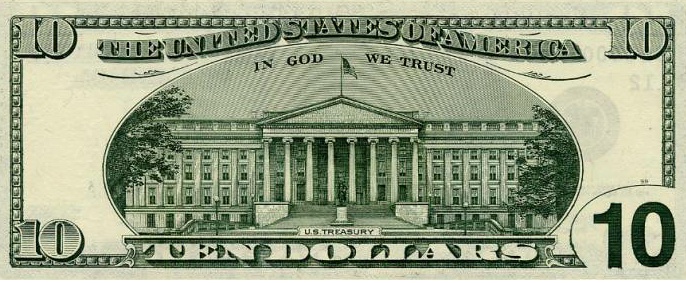 10 THE UNITED STATES OF AMERICA 10
IN GOD WE TRUST
U.S. TREASURY
10 TEN DOLLARS 10